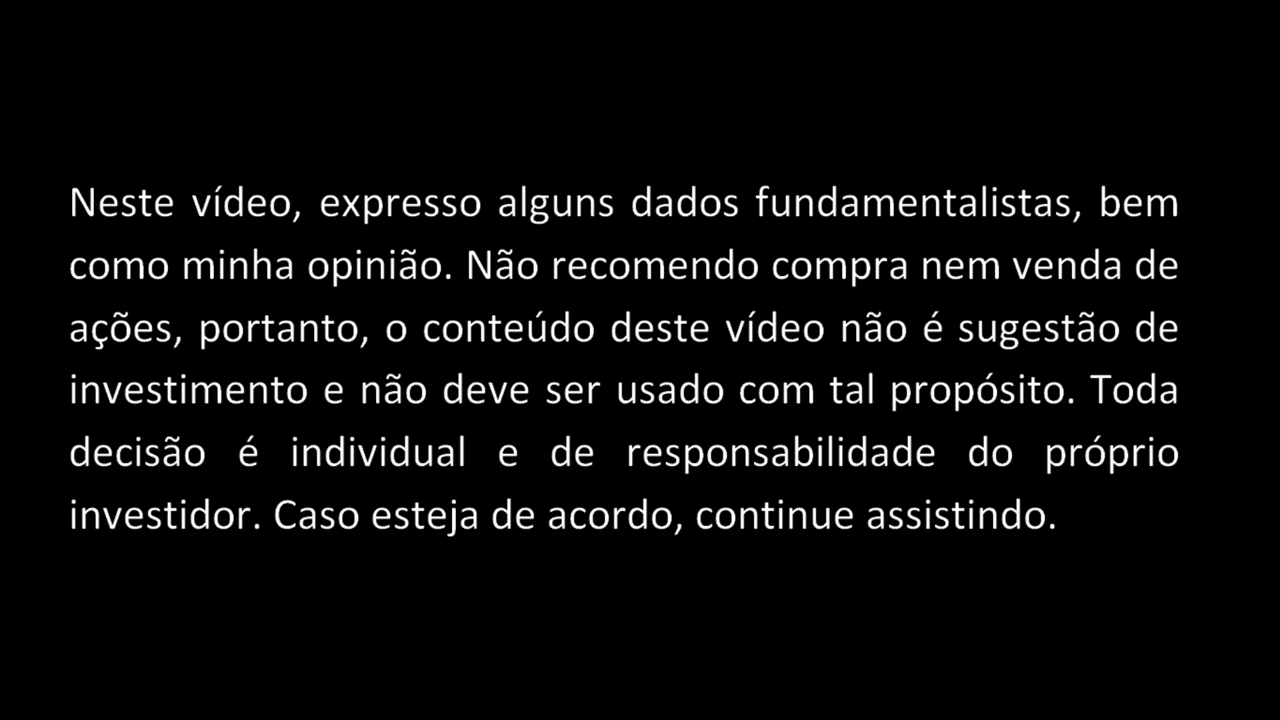 Neste vídeo, expresso alguns dados fundamentalistas, bem
como minha opinião. Não recomendo compra nem venda de
ações, portanto, o conteúdo deste vídeo não é sugestão de
investimento e não deve ser usado com tal propósito. Toda
decisão é individual e de responsabilidade do próprio
investidor. Caso esteja de acordo, continue assistindo.